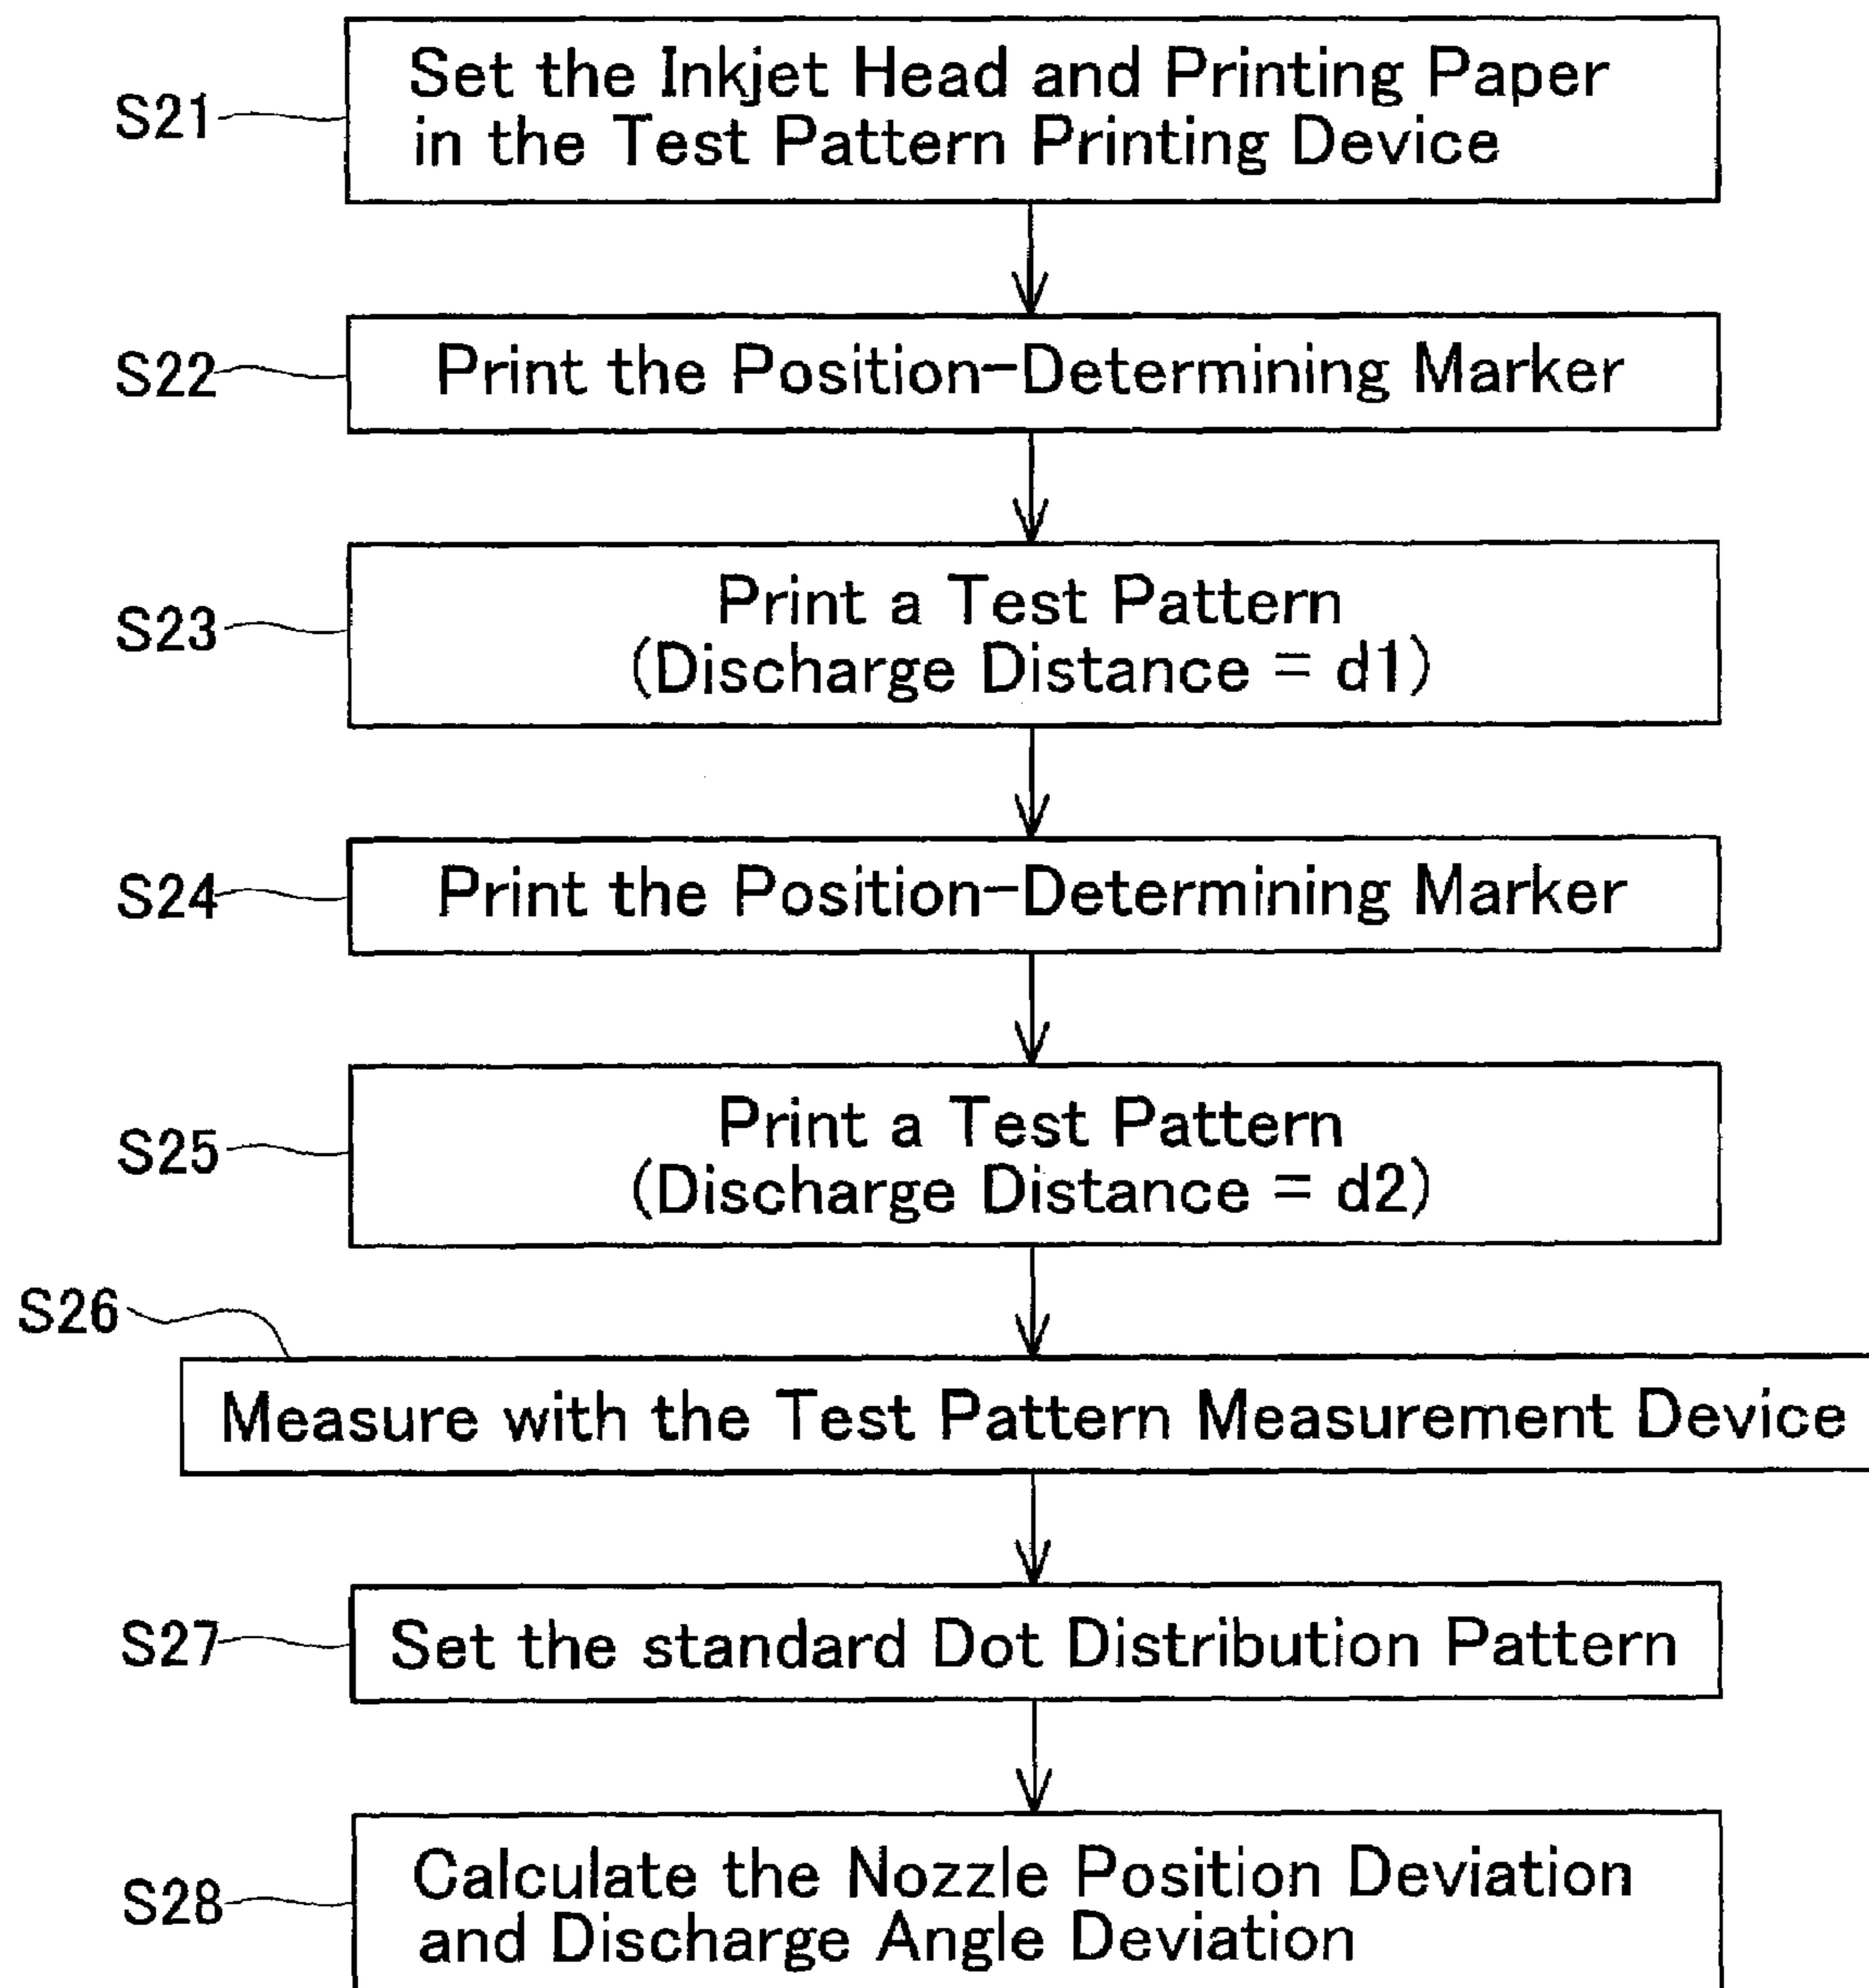 S21
Set the Inkjet Head and Printing Paper
in the Test Pattern Printing Device
S22
Print the Position-Determining Marker
S23
Print a Test Pattern
(Discharge Distance = d1)
S24
Print the Position-Determining Marker
S25
Print a Test Pattern
(Discharge Distance = d2)
S26
Measure with the Test Pattern Measurement Device
S27
Set the standard Dot Distribution Pattern
S28
Calculate the Nozzle Position Deviation
and Discharge Angle Deviation